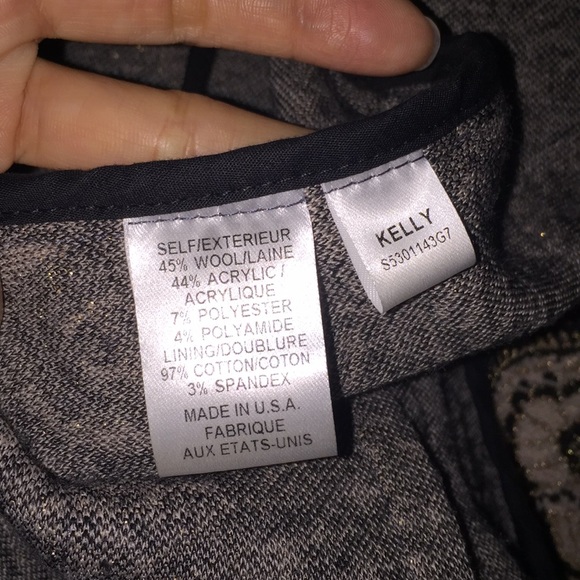 SELF/EXTERIEUR
45% WOOL/LAINE
44% ACRYLIC /
ACRYLIQUE
7% POLYESTER
4% POLYAMIDE
LINING/DOUBLURE
97% COTTON/COTON
3% SPANDEX
MADE IN U.S.A.
FABRIQUE
AUX ETATS-UNIS
KELLY
S5301143G7